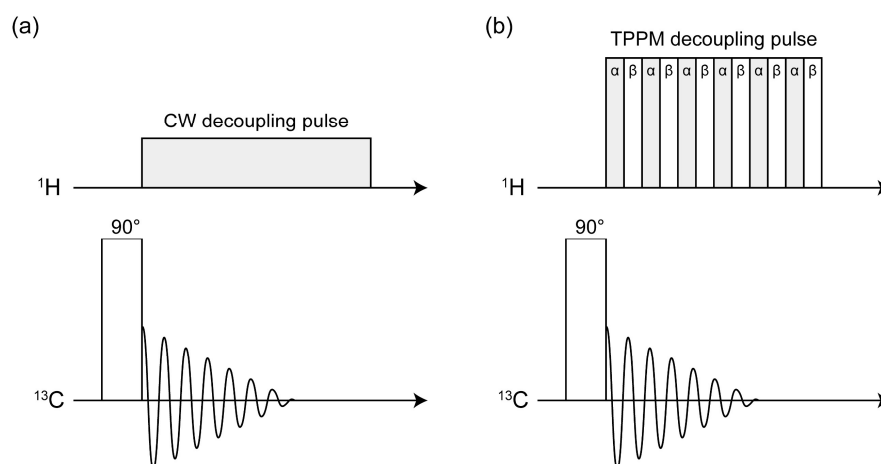 (a)
CW decoupling pulse
¹H
90°
¹³C
(b)
TPPM decoupling pulse
α β α β α β α β α β α β
¹H
90°
¹³C